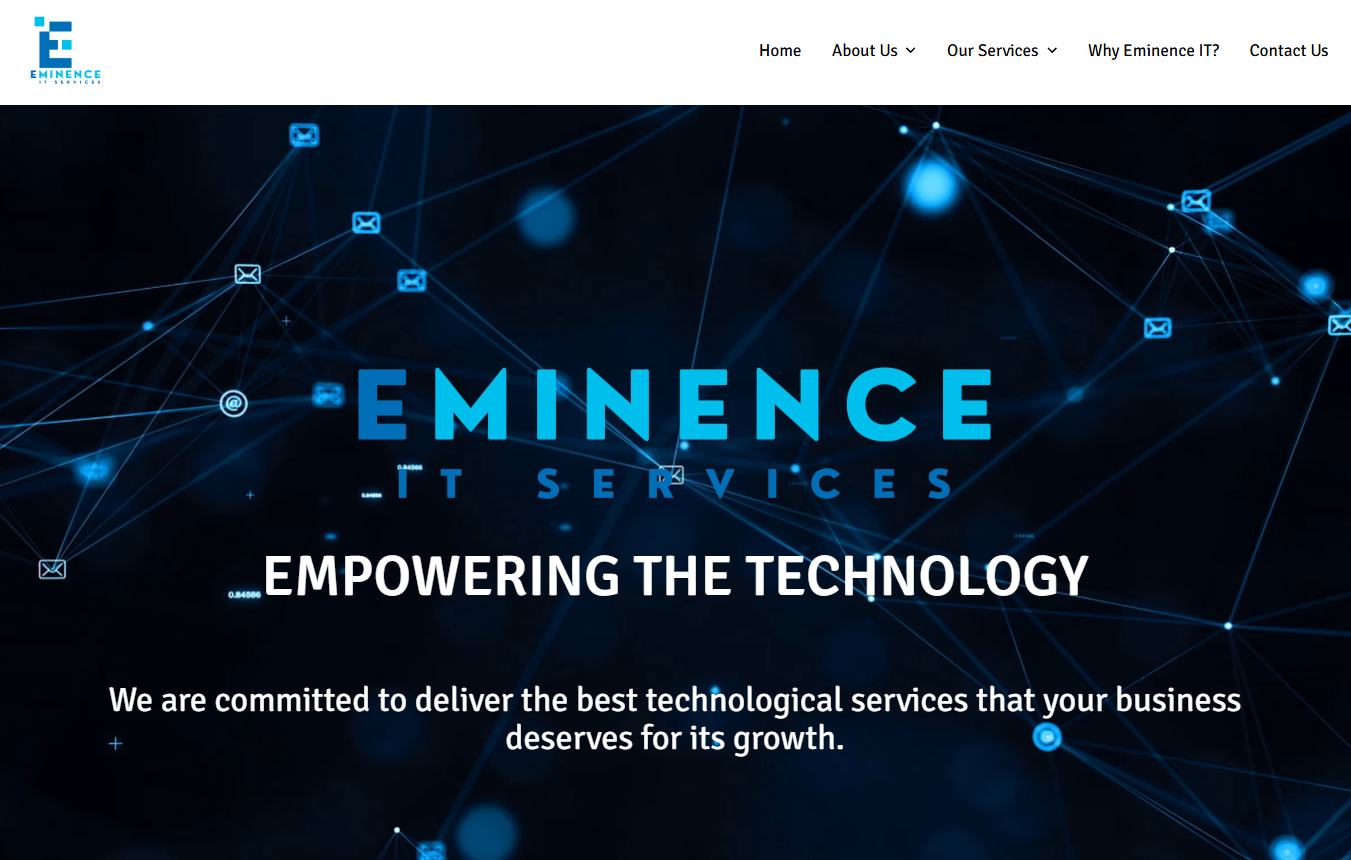 EMINENCE
IT SERVICES
Home About Us Our Services Why Eminence IT? Contact Us
@
EMINENCE
0.84566
IT SERVICES
EMPOWERING THE TECHNOLOGY
0.84566
We are committed to deliver the best technological services that your business
deserves for its growth.